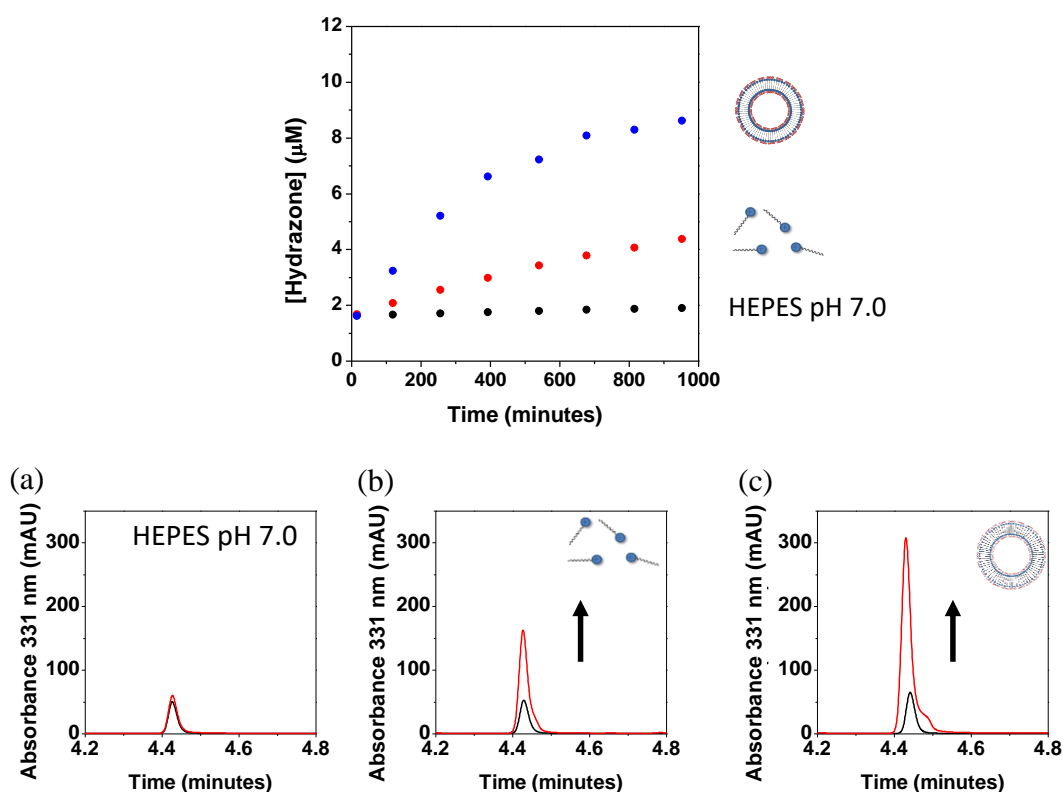 12
10
8
6
4
2
0
[Hydrazone] (μM)
0 200 400 600 800 1000
Time (minutes)
HEPES pH 7.0
(a)
300
200
100
0
Absorbance 331 nm (mAU)
HEPES pH 7.0
4.2 4.4 4.6 4.8
Time (minutes)
(b)
300
200
100
0
Absorbance 331 nm (mAU)
4.2 4.4 4.6 4.8
Time (minutes)
(c)
300
200
100
0
Absorbance 331 nm (mAU)
4.2 4.4 4.6 4.8
Time (minutes)